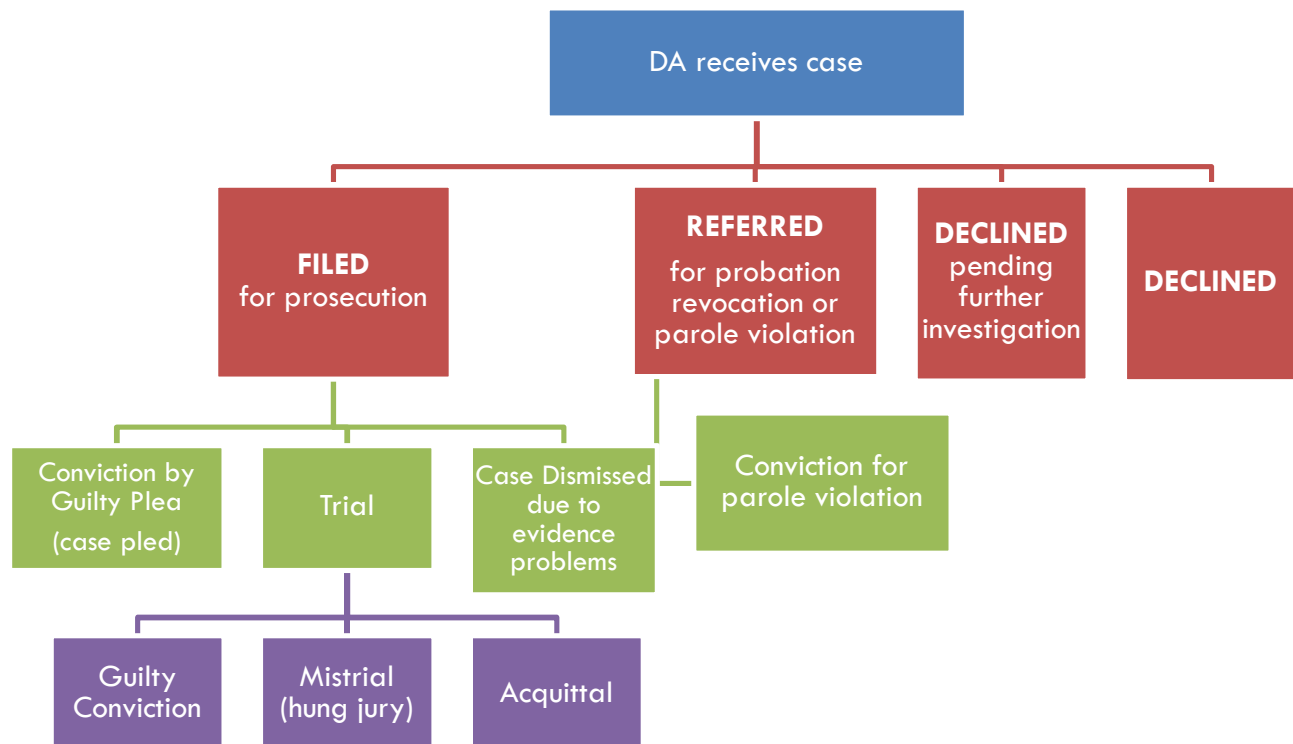 DA receives case
FILED
for prosecution
REFERRED
for probation
revocation or
parole violation
DECLINED
pending
further
investigation
DECLINED
Conviction by
Guilty Plea
(case pled)
Trial
Case Dismissed
due to
evidence
problems
Conviction for
parole violation
Guilty
Conviction
Mistrial
(hung jury)
Acquittal